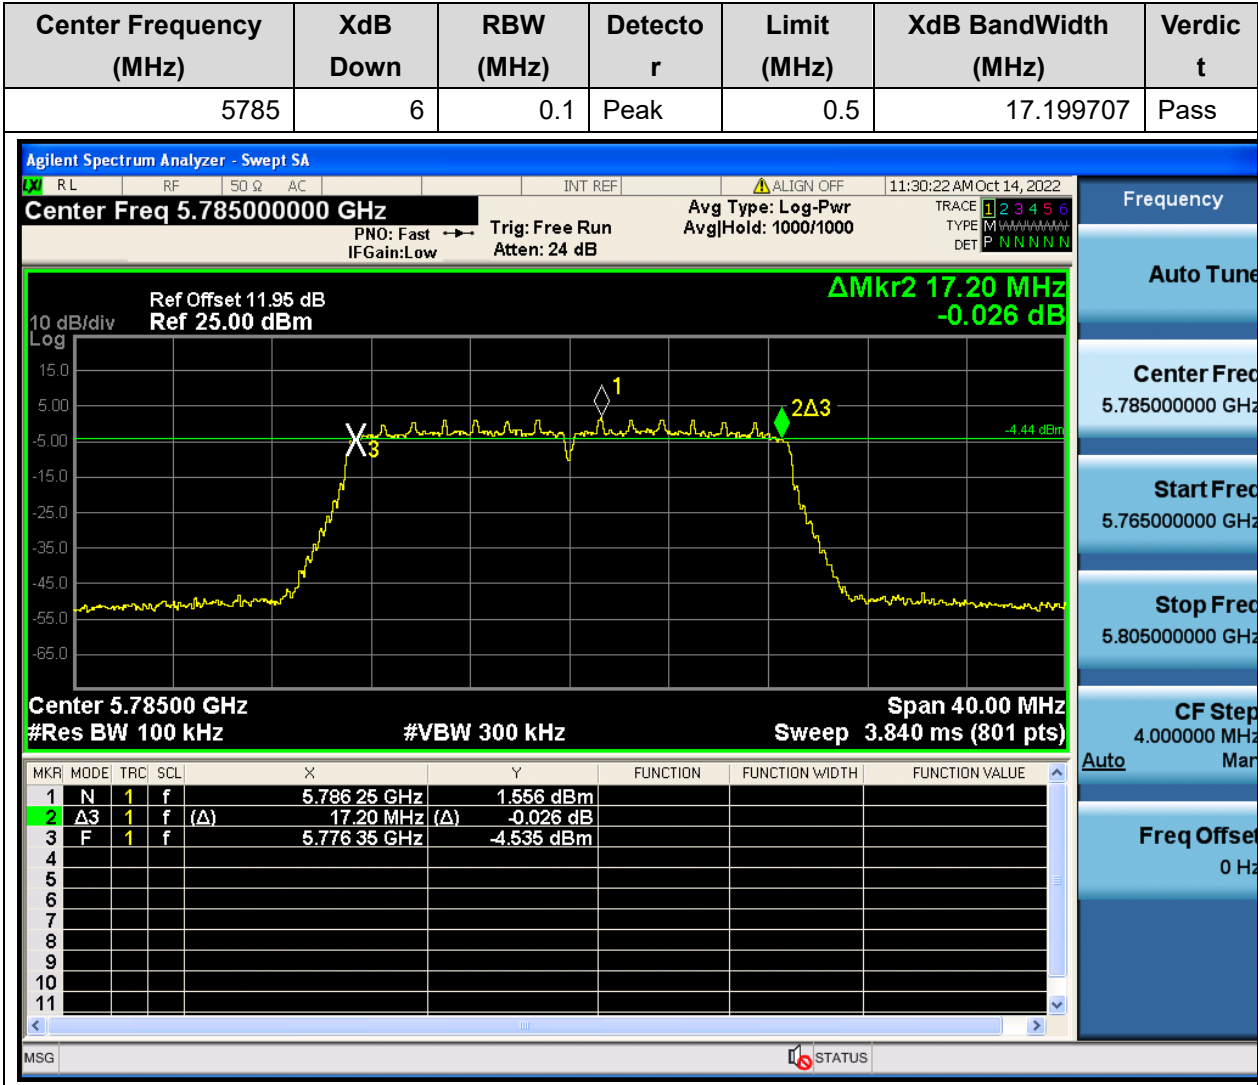 Center Frequency XdB RBW Detecto Limit XdB BandWidth Verdic
(MHz) Down (MHz) r (MHz) (MHz) t
5785 6 0.1 Peak 0.5 17.199707 Pass
Agilent Spectrum Analyzer - Swept SA
LXI RL RF 50 Ω AC INT REF ALIGN OFF 11:30:22 AM Oct 14, 2022
Center Freq 5.785000000 GHz Avg Type: Log-Pwr TRACE 1 2 3 4 5 6
PNO: Fast Trig: Free Run Avg|Hold: 1000/1000 TYPE M WWWWW
IFGain:Low Atten: 24 dB DET P N N N N N
Frequency
Auto Tune
Center Freq
5.785000000 GHz
Start Freq
5.765000000 GHz
Stop Freq
5.805000000 GHz
CF Step
4.000000 MHz
Auto Man
Freq Offset
0 Hz
ΔMkr2 17.20 MHz
Ref Offset 11.95 dB -0.026 dB
10 dB/div Ref 25.00 dBm
Log
15.0
5.00
-5.00
-15.0
-25.0
-35.0
-45.0
-55.0
-65.0
1
2Δ3
3
-4.44 dBm
Center 5.78500 GHz Span 40.00 MHz
#Res BW 100 kHz #VBW 300 kHz Sweep 3.840 ms (801 pts)
MKR MODE TRC SCL X Y FUNCTION FUNCTION WIDTH FUNCTION VALUE
1 N 1 f 5.786 25 GHz 1.556 dBm
2 Δ3 1 f (Δ) 17.20 MHz (Δ) -0.026 dB
3 F 1 f 5.776 35 GHz -4.535 dBm
4
5
6
7
8
9
10
11
MSG STATUS